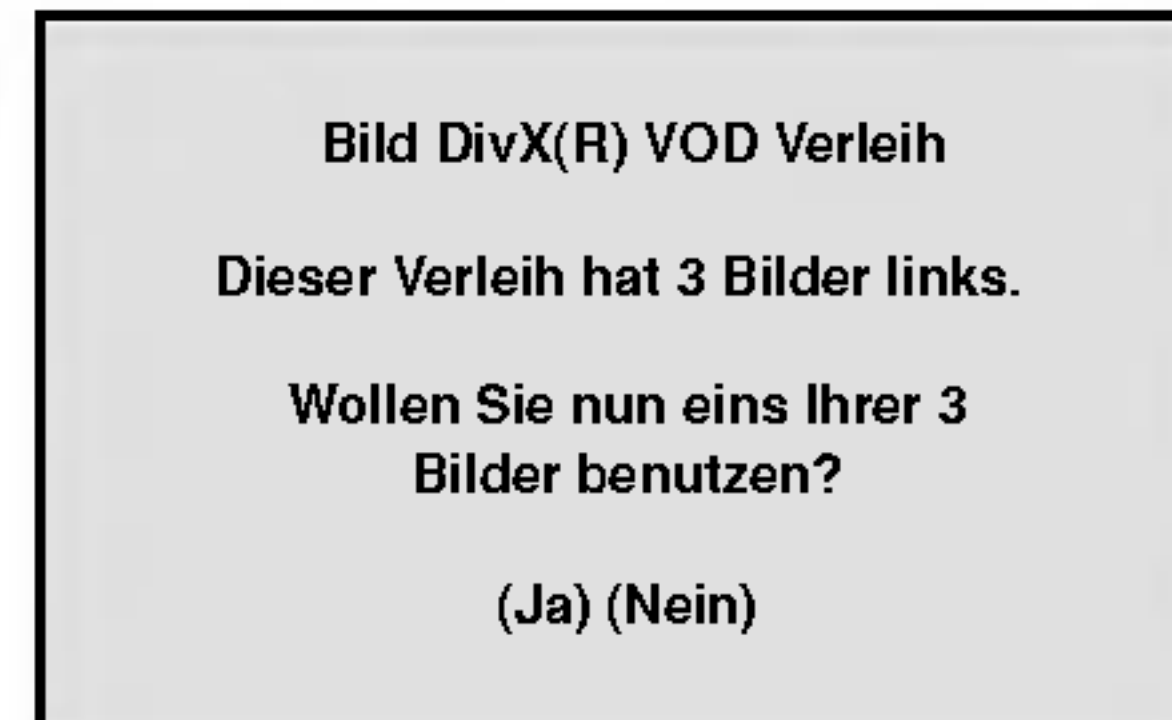 Bild DivX(R) VOD Verleih
Dieser Verleih hat 3 Bilder links.
Wollen Sie nun eins Ihrer 3
Bilder benutzen?
(Ja) (Nein)